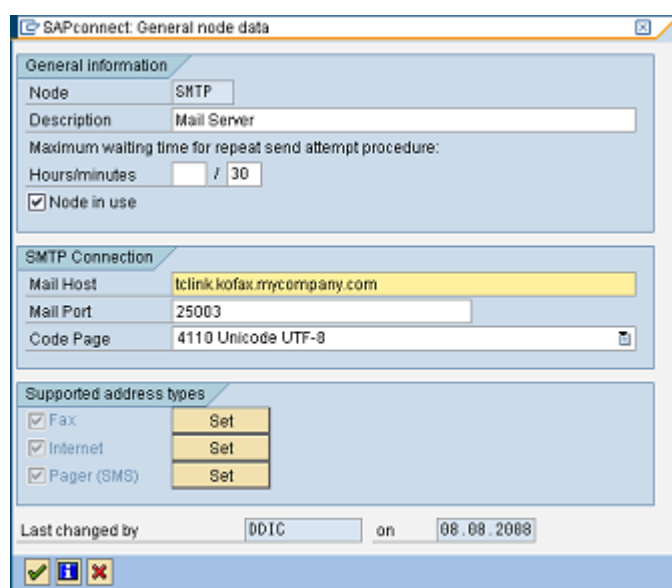 SAPconnect: General node data
General information
Node SMTP
Description Mail Server
Maximum waiting time for repeat send attempt procedure:
Hours/minutes / 30
Node in use
SMTP Connection
Mail Host tclink.kofax.mycompany.com
Mail Port 25003
Code Page 4110 Unicode UTF-8
Supported address types
Fax Set
Internet Set
Pager (SMS) Set
Last changed by DDIC on 08.08.2008